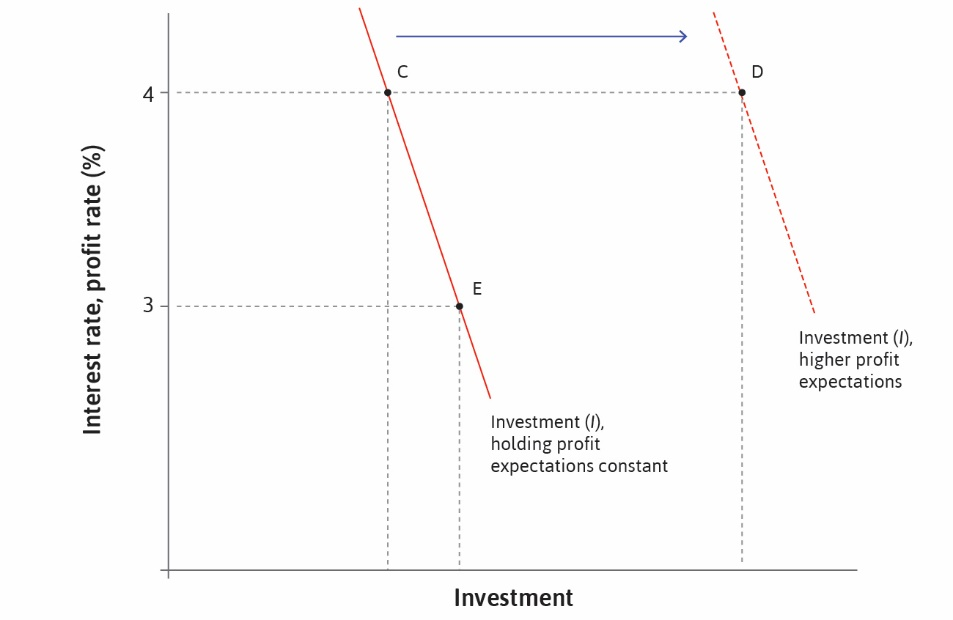 C
D
4
E
3
Interest rate, profit rate (%)
Investment (I),
higher profit
expectations
Investment (I),
holding profit
expectations constant
Investment